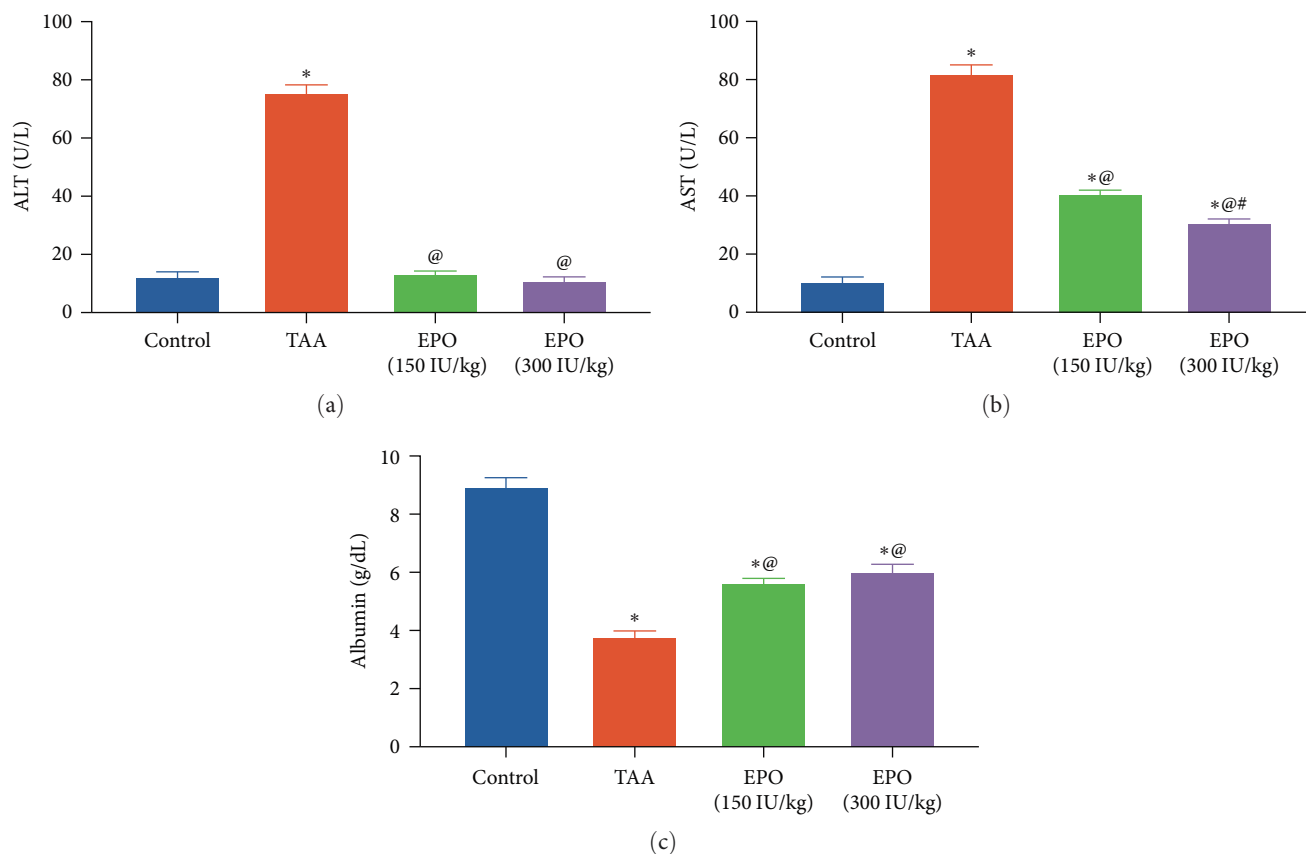 ALT (U/L)
100
80
60
40
20
0
*
@
@
Control
TAA
EPO
(150 IU/kg)
EPO
(300 IU/kg)
(a)
AST (U/L)
100
80
60
40
20
0
*
*@
*@#
Control
TAA
EPO
(150 IU/kg)
EPO
(300 IU/kg)
(b)
Albumin (g/dL)
10
8
6
4
2
0
*
*@
*@
Control
TAA
EPO
(150 IU/kg)
EPO
(300 IU/kg)
(c)